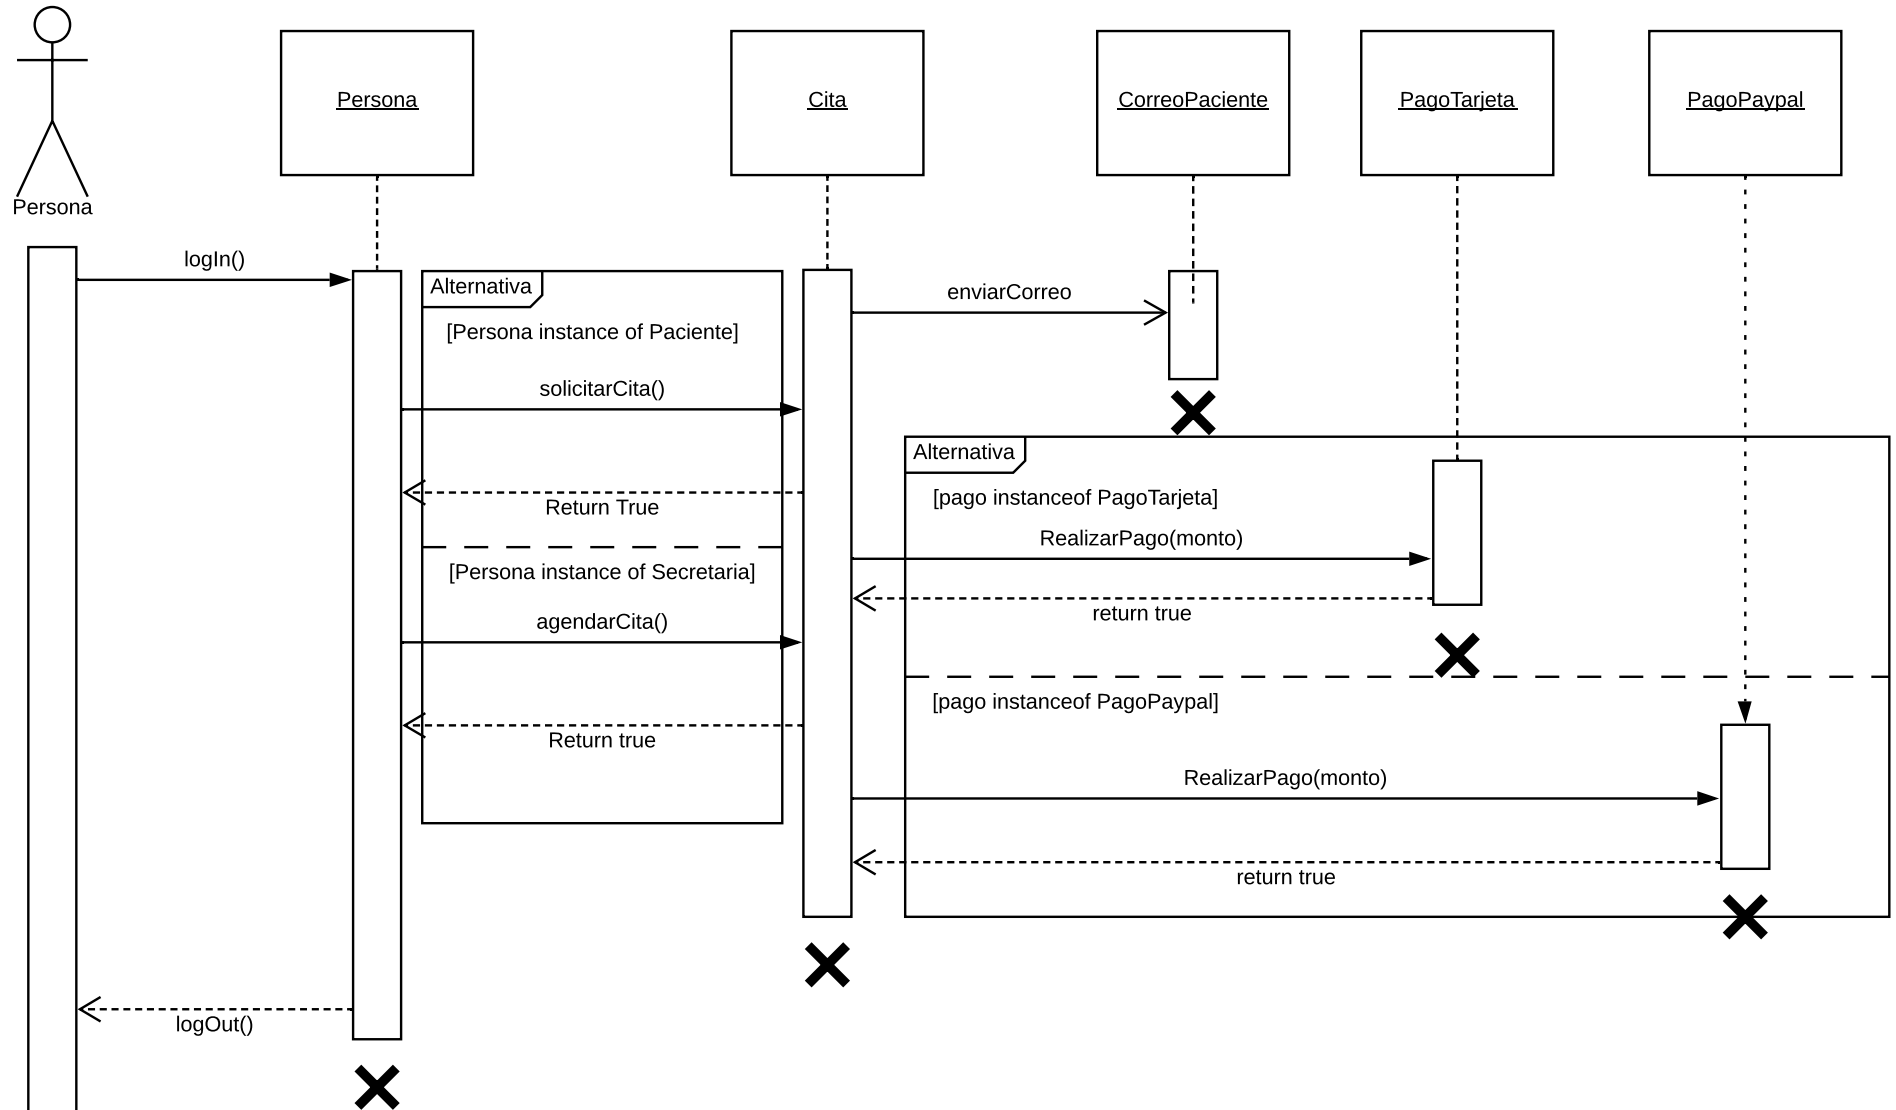 Persona
Cita
CorreoPaciente
PagoTarjeta
PagoPaypal
Persona
logIn()
Alternativa
[Persona instance of Paciente]
solicitarCita()
Return True
[Persona instance of Secretaria]
agendarCita()
Return true
enviarCorreo
Alternativa
[pago instanceof PagoTarjeta]
RealizarPago(monto)
return true
[pago instanceof PagoPaypal]
RealizarPago(monto)
return true
logOut()